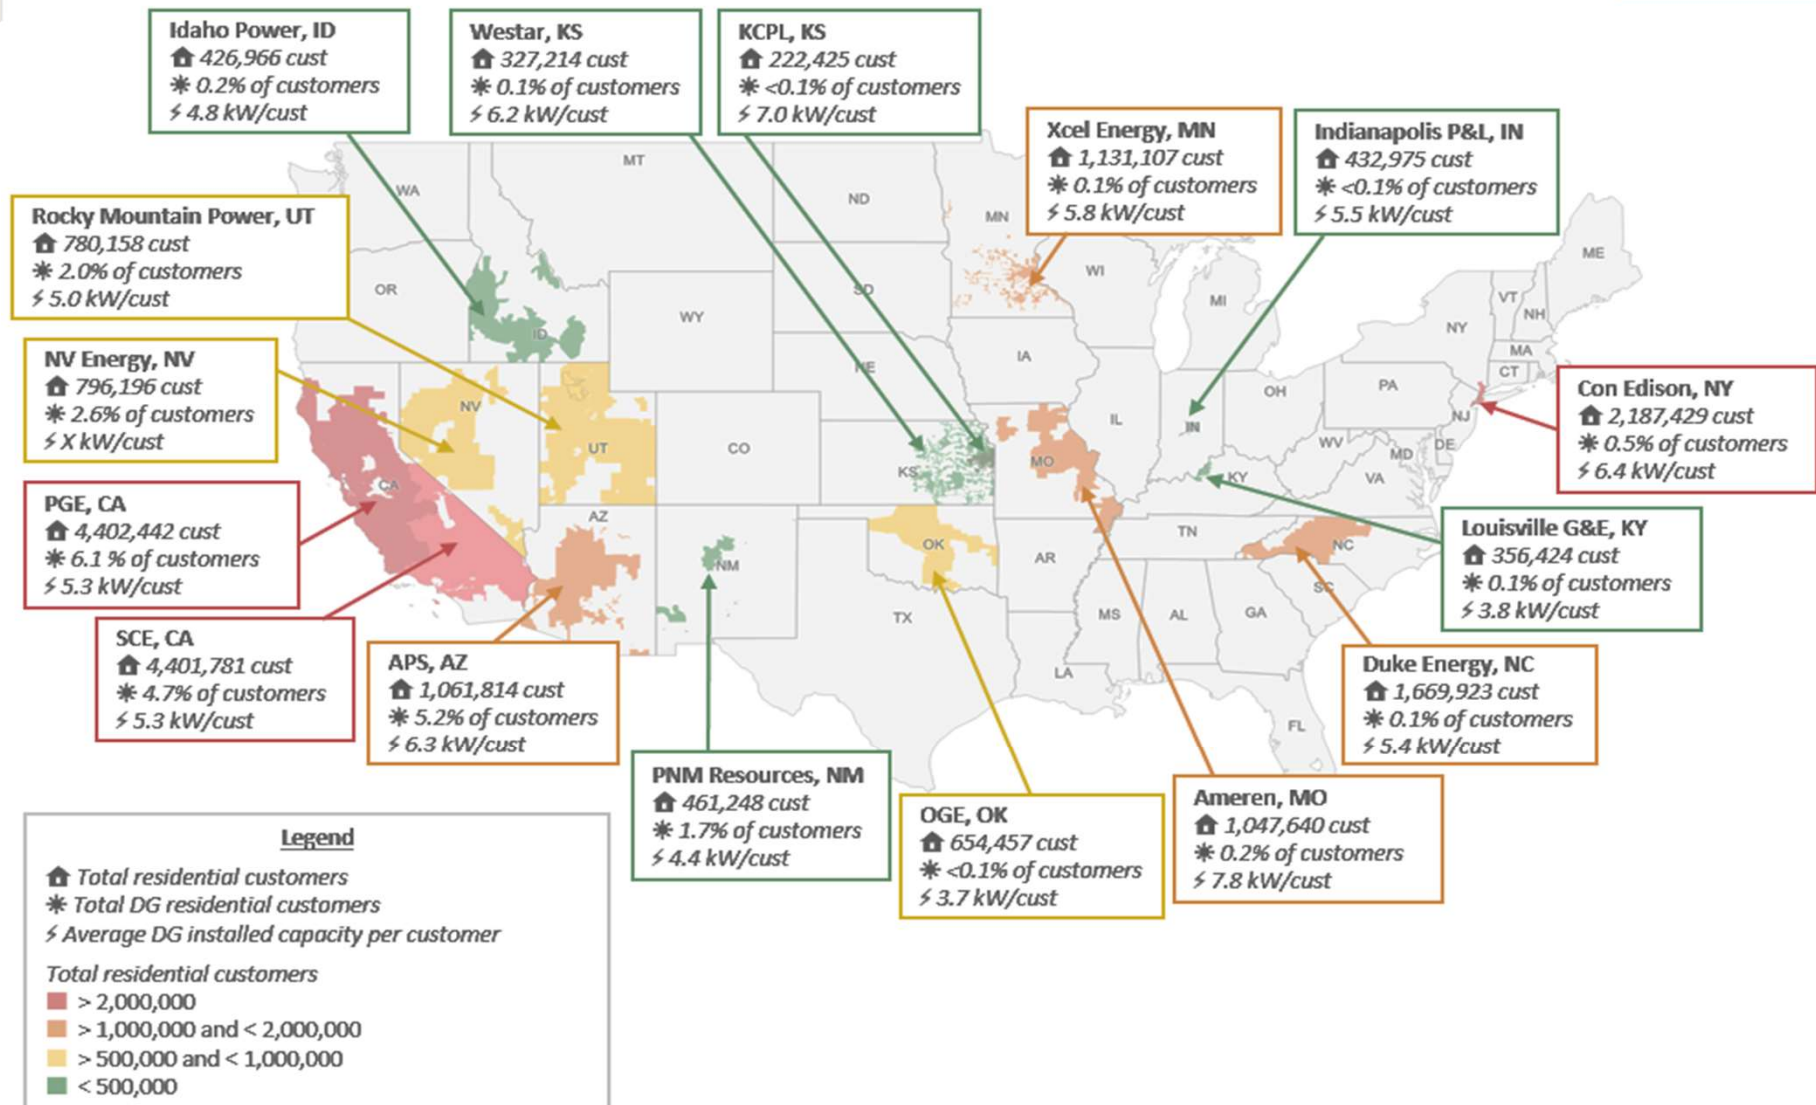 Idaho Power, ID
426,966 cust
0.2% of customers
4.8 kW/cust
Westar, KS
327,214 cust
0.1% of customers
6.2 kW/cust
KCPL, KS
222,425 cust
<0.1% of customers
7.0 kW/cust
Xcel Energy, MN
1,131,107 cust
0.1% of customers
5.8 kW/cust
Indianapolis P&L, IN
432,975 cust
<0.1% of customers
5.5 kW/cust
Rocky Mountain Power, UT
780,158 cust
2.0% of customers
5.0 kW/cust
NV Energy, NV
796,196 cust
2.6% of customers
X kW/cust
PGE, CA
4,402,442 cust
6.1 % of customers
5.3 kW/cust
SCE, CA
4,401,781 cust
4.7% of customers
5.3 kW/cust
APS, AZ
1,061,814 cust
5.2% of customers
6.3 kW/cust
PNM Resources, NM
461,248 cust
1.7% of customers
4.4 kW/cust
OGE, OK
654,457 cust
<0.1% of customers
3.7 kW/cust
Ameren, MO
1,047,640 cust
0.2% of customers
7.8 kW/cust
Duke Energy, NC
1,669,923 cust
0.1% of customers
5.4 kW/cust
Louisville G&E, KY
356,424 cust
0.1% of customers
3.8 kW/cust
Con Edison, NY
2,187,429 cust
0.5% of customers
6.4 kW/cust
WA
MT
ND
MN
OR
ID
WY
SD
WI
MI
NY
VT
NH
ME
MA
CT
NV
UT
CO
NE
IA
IL
IN
OH
PA
NJ
CA
AZ
NM
KS
MO
KY
WV
VA
MD
DE
OK
AR
TN
NC
SC
TX
LA
MS
AL
GA
FL
Legend
Total residential customers
Total DG residential customers
Average DG installed capacity per customer
Total residential customers
> 2,000,000
> 1,000,000 and < 2,000,000
> 500,000 and < 1,000,000
< 500,000